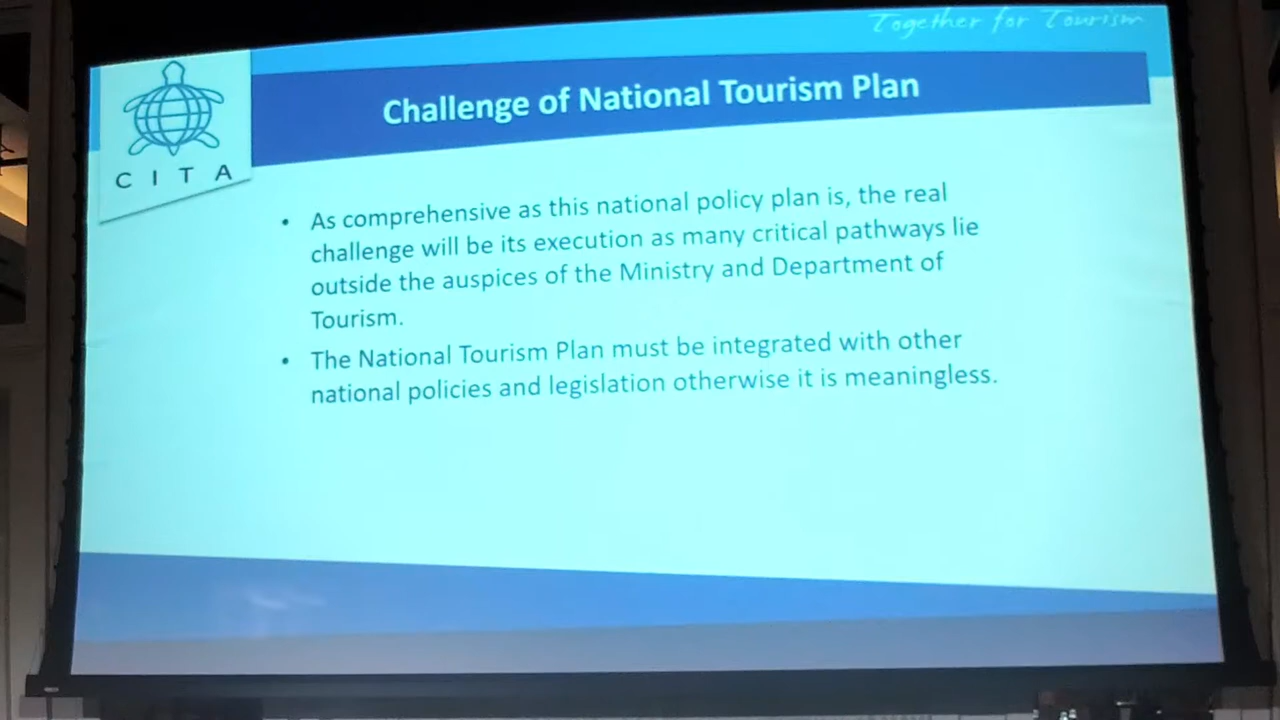 Together for Tourism
Challenge of National Tourism Plan
C I T A
• As comprehensive as this national policy plan is, the real
challenge will be its execution as many critical pathways lie
outside the auspices of the Ministry and Department of
Tourism.
• The National Tourism Plan must be integrated with other
national policies and legislation otherwise it is meaningless.